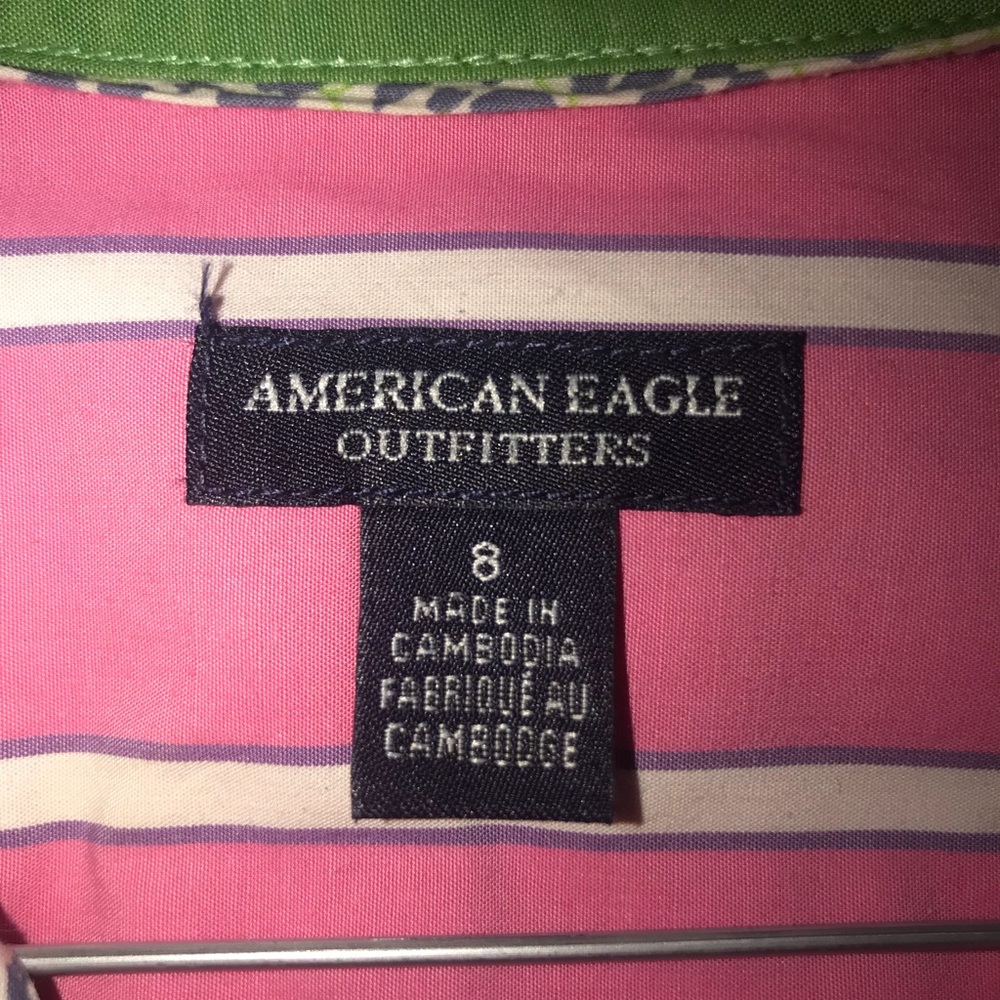 AMERICAN EAGLE
OUTFITTERS
8
MADE IN
CAMBODIA
FABRIQUÉ AU
CAMBODGE